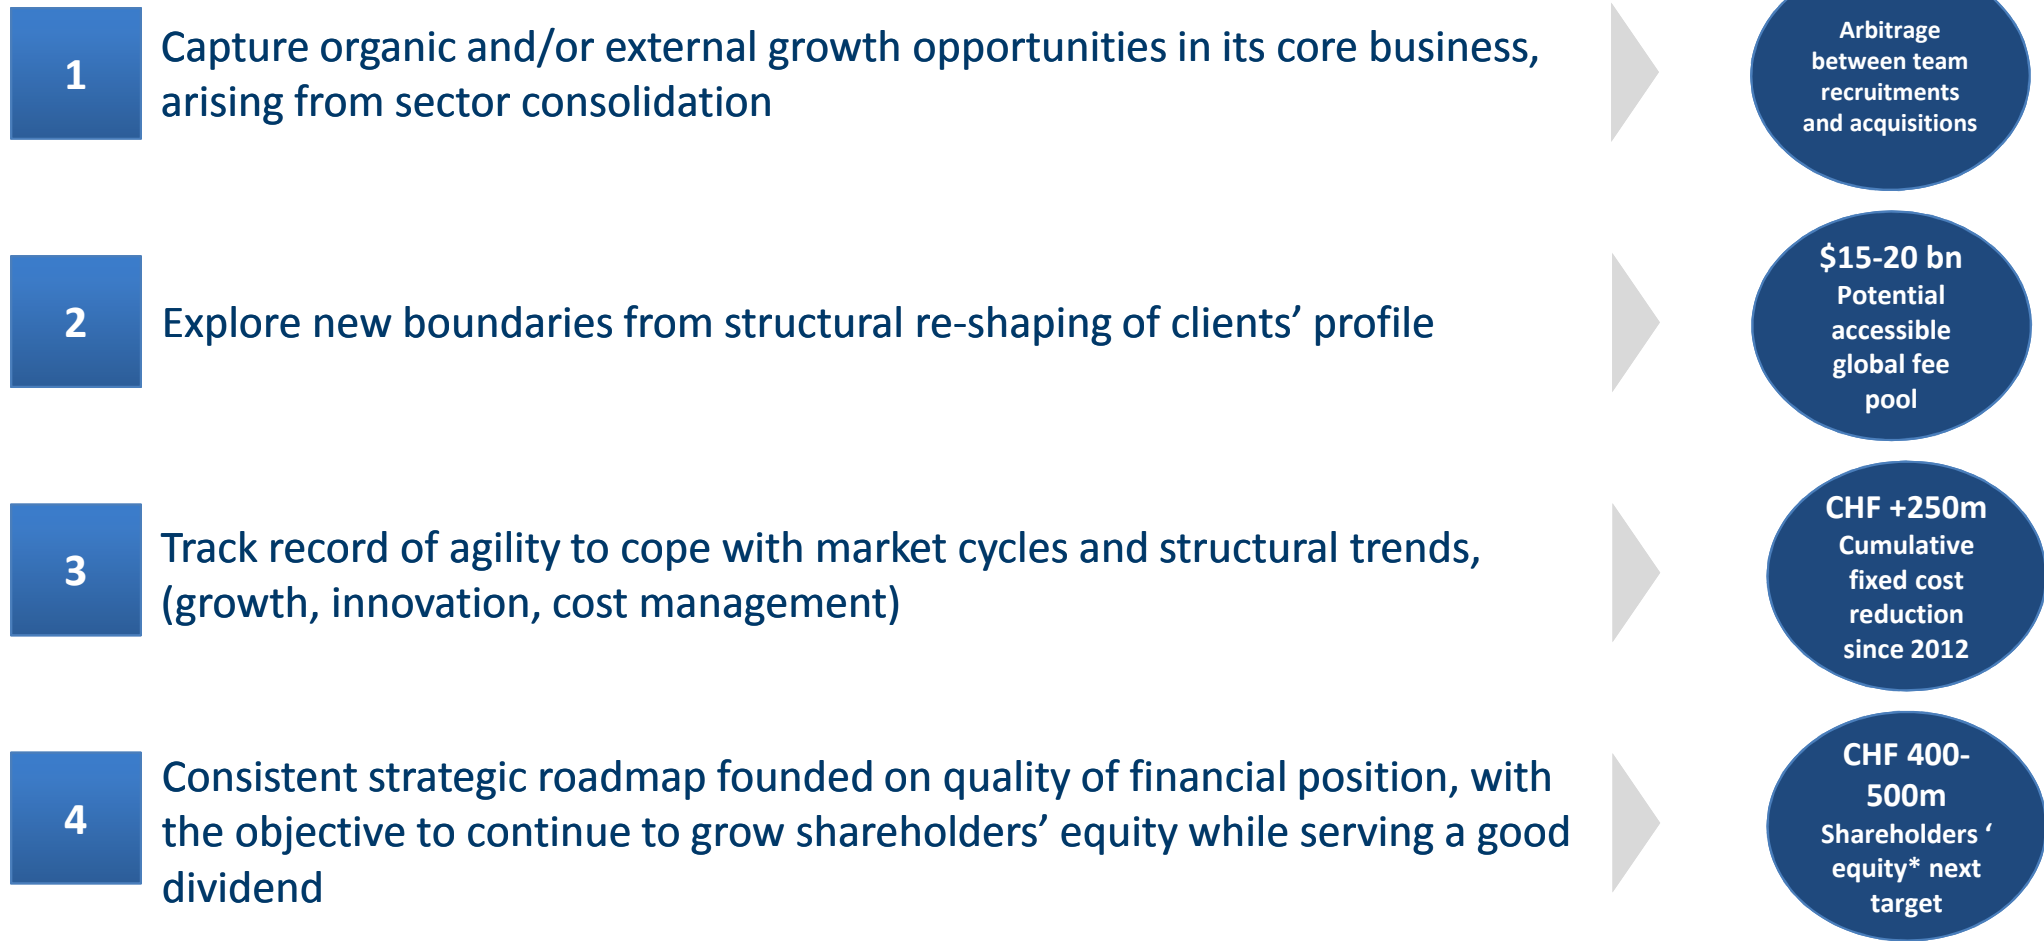 1
Capture organic and/or external growth opportunities in its core business,
arising from sector consolidation
Arbitrage
between team
recruitments
and acquisitions
2
Explore new boundaries from structural re-shaping of clients’ profile
$15-20 bn
Potential
accessible
global fee
pool
3
Track record of agility to cope with market cycles and structural trends,
(growth, innovation, cost management)
CHF +250m
Cumulative
fixed cost
reduction
since 2012
4
Consistent strategic roadmap founded on quality of financial position, with
the objective to continue to grow shareholders’ equity while serving a good
dividend
CHF 400-
500m
Shareholders ‘
equity* next
target